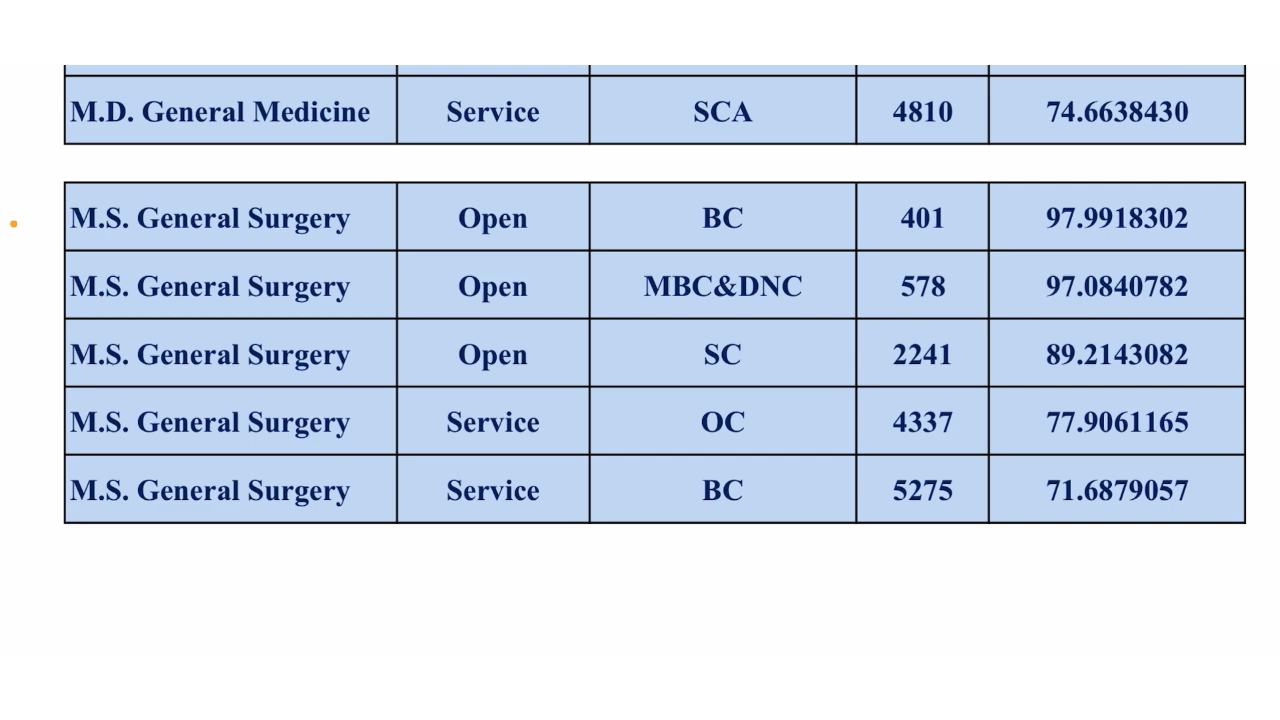 M.D. General Medicine Service SCA 4810 74.6638430
M.S. General Surgery Open BC 401 97.9918302
M.S. General Surgery Open MBC&DNC 578 97.0840782
M.S. General Surgery Open SC 2241 89.2143082
M.S. General Surgery Service OC 4337 77.9061165
M.S. General Surgery Service BC 5275 71.6879057